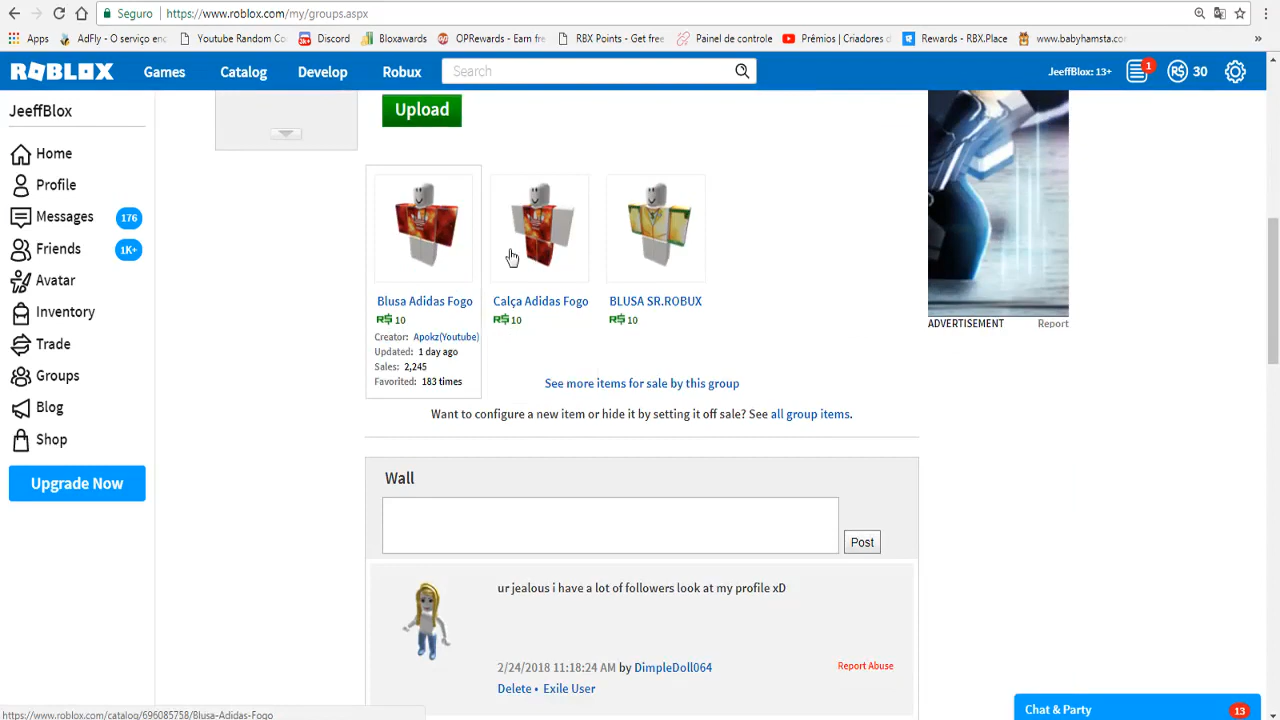 Seguro https://www.roblox.com/my/groups.aspx
Apps AdFly - O serviço en Youtube Random Co Discord Bloxawards OPRewards - Earn fre RBX Points - Get free Painel de controle Prêmios | Criadores d Rewards - RBX.Place www.babyhamsta.co »
ROBLOX Games Catalog Develop Robux Search JeeffBlox: 13+ 1 R$ 30
JeeffBlox
Home
Profile
Messages 176
Friends 1K+
Avatar
Inventory
Trade
Groups
Blog
Shop
Upgrade Now
Upload
Blusa Adidas Fogo
R$ 10
Creator: Apokz(Youtube)
Updated: 1 day ago
Sales: 2,245
Favorited: 183 times
Calça Adidas Fogo
R$ 10
BLUSA SR.ROBUX
R$ 10
See more items for sale by this group
Want to configure a new item or hide it by setting it off sale? See all group items.
ADVERTISEMENT Report
Wall
Post
ur jealous i have a lot of followers look at my profile xD
2/24/2018 11:18:24 AM by DimpleDoll064
Report Abuse
Delete • Exile User
Chat & Party 13
https://www.roblox.com/catalog/696085758/Blusa-Adidas-Fogo